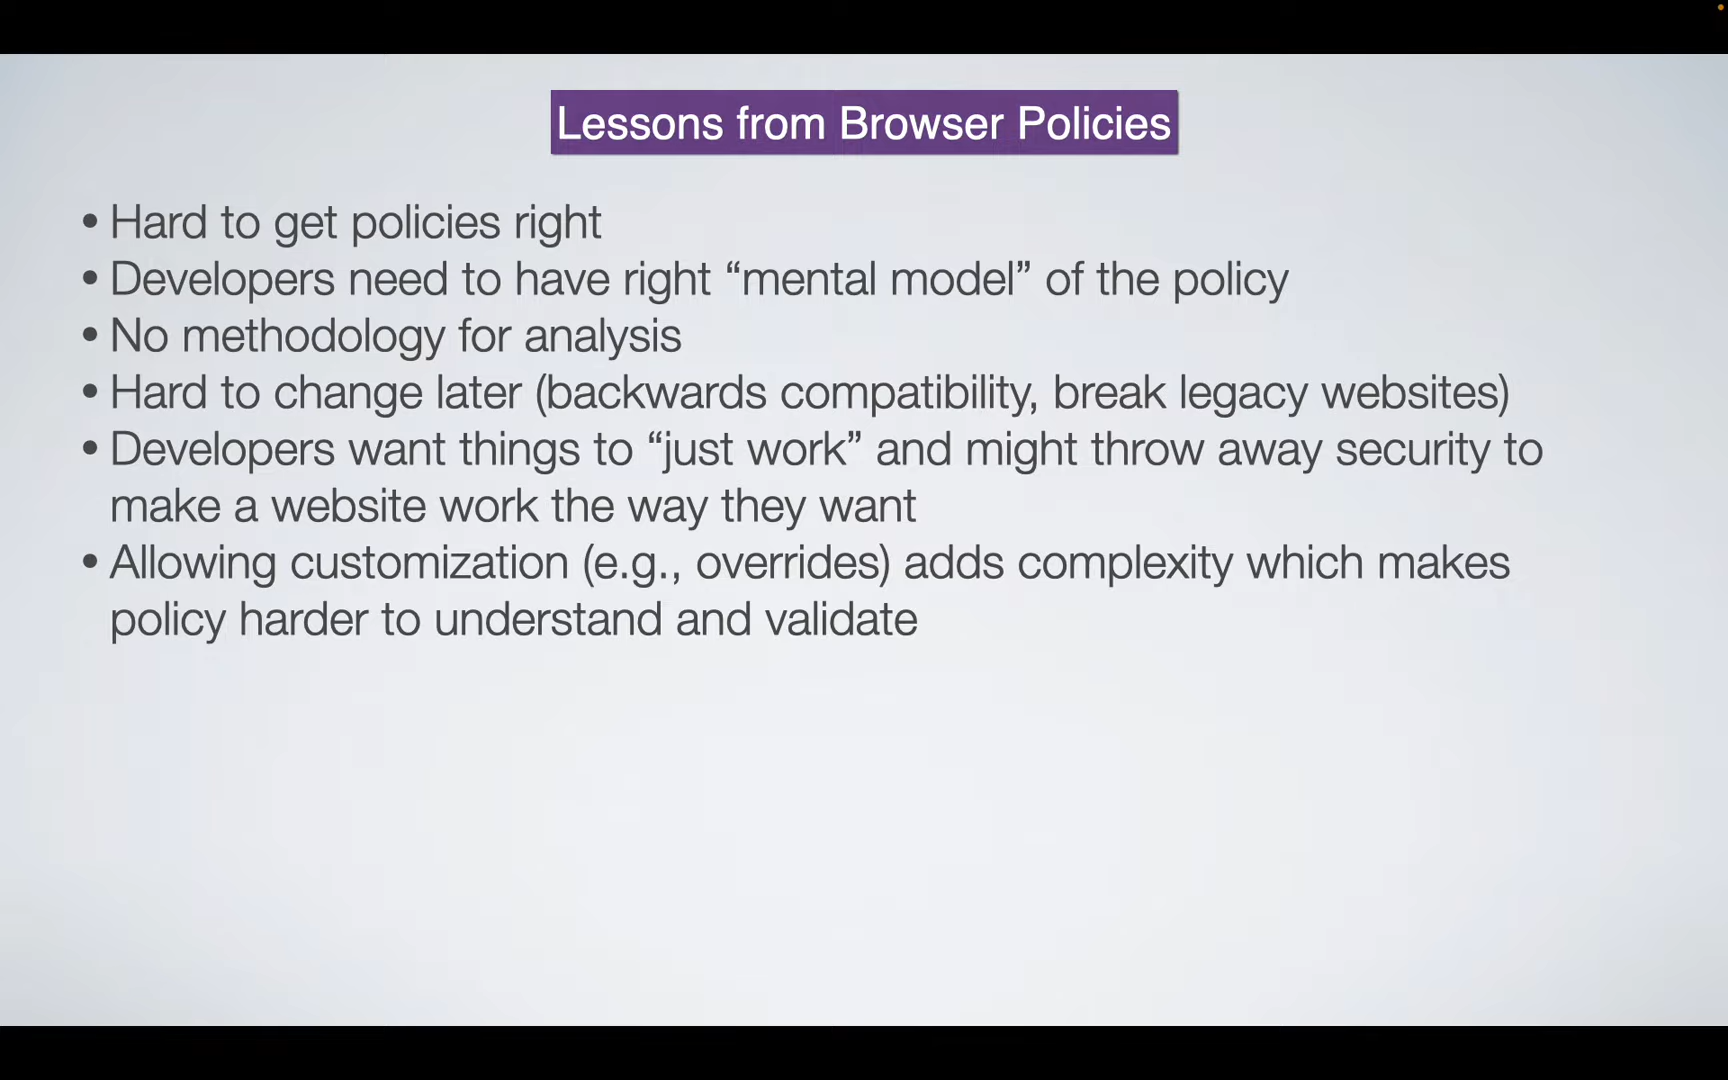 Lessons from Browser Policies
• Hard to get policies right
• Developers need to have right “mental model” of the policy
• No methodology for analysis
• Hard to change later (backwards compatibility, break legacy websites)
• Developers want things to “just work” and might throw away security to
make a website work the way they want
• Allowing customization (e.g., overrides) adds complexity which makes
policy harder to understand and validate